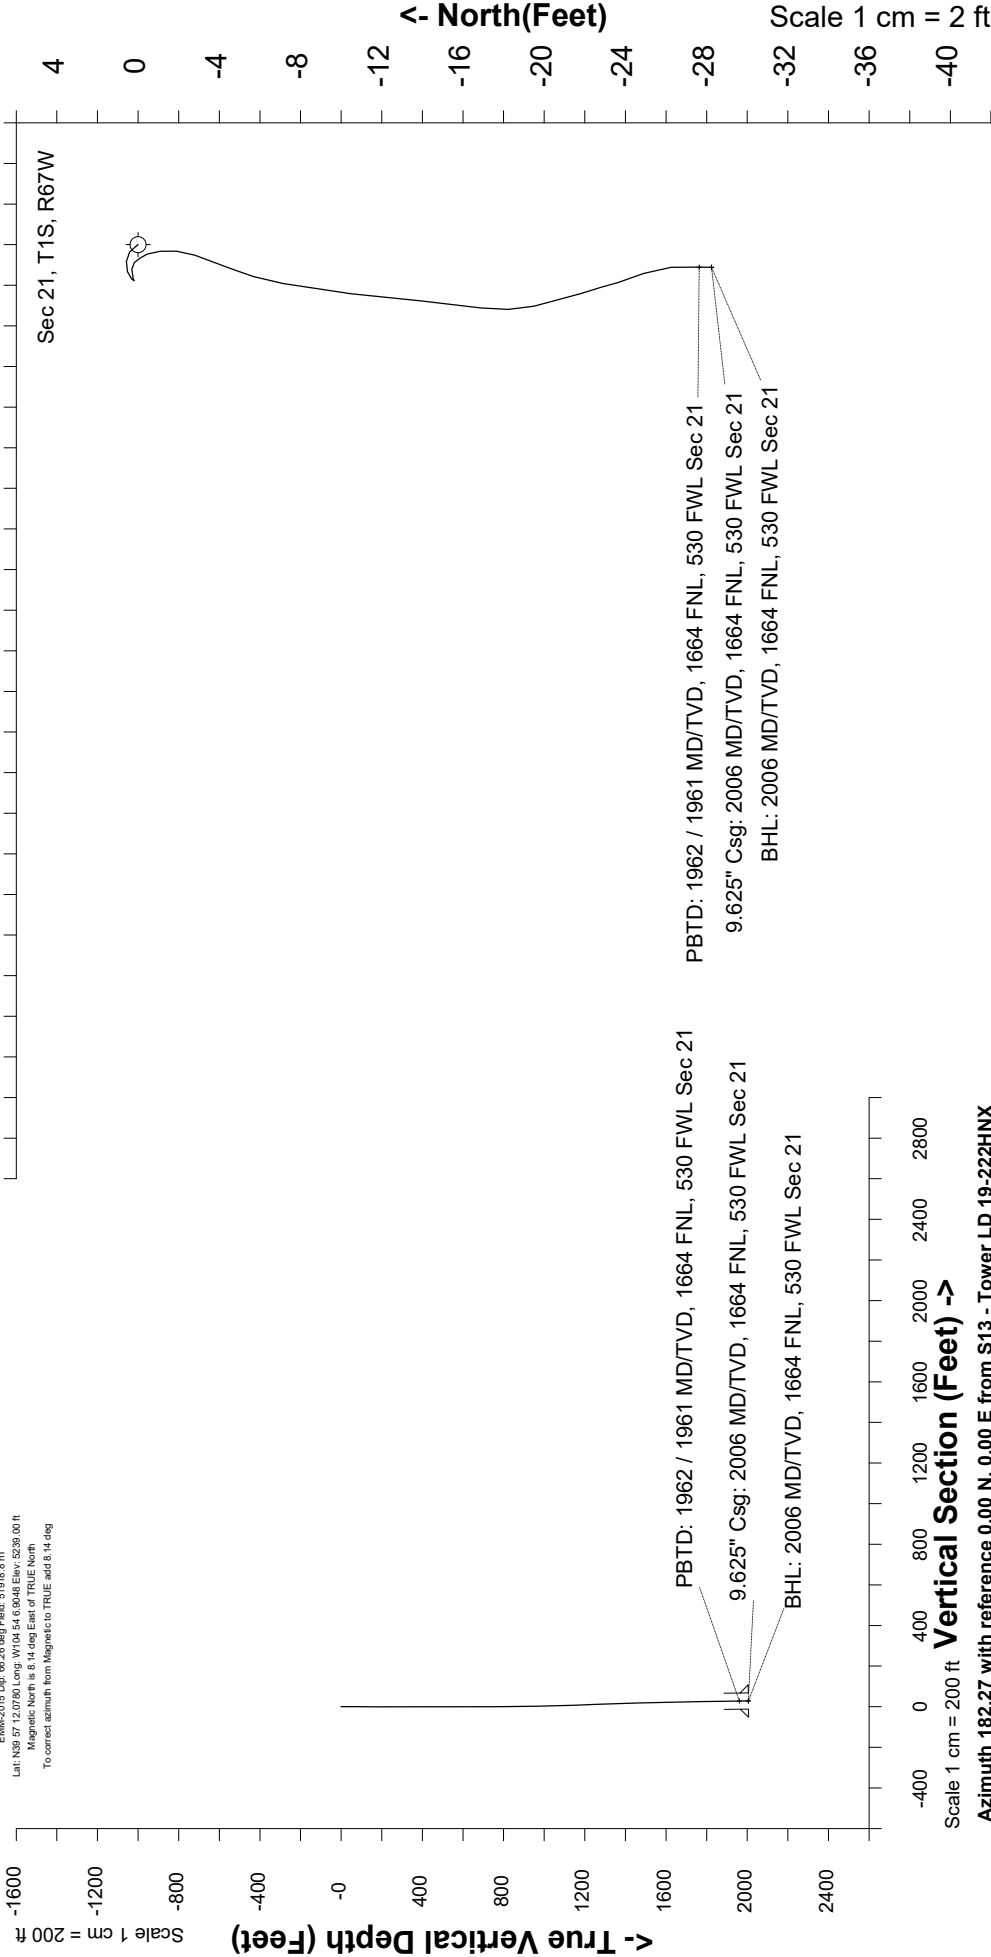 <- North(Feet)
Scale 1 cm = 2 ft
4
0
-4
-8
-12
-16
-20
-24
-28
-32
-36
-40
Sec 21, T1S, R67W
PBTD: 1962 / 1961 MD/TVD, 1664 FNL, 530 FWL Sec 21
9.625" Csg: 2006 MD/TVD, 1664 FNL, 530 FWL Sec 21
BHL: 2006 MD/TVD, 1664 FNL, 530 FWL Sec 21
Lat: N39 57 12.0780 Long: W104 54 6.9048 Elev: 5239.00 ft
Magnetic North is 8.14 deg East of TRUE North
To correct azimuth from Magnetic to TRUE add 8.14 deg
Scale 1 cm = 200 ft
<- True Vertical Depth (Feet)
-1600
-1200
-800
-400
-0
400
800
1200
1600
2000
2400
PBTD: 1962 / 1961 MD/TVD, 1664 FNL, 530 FWL Sec 21
9.625" Csg: 2006 MD/TVD, 1664 FNL, 530 FWL Sec 21
BHL: 2006 MD/TVD, 1664 FNL, 530 FWL Sec 21
-400
0
400
800
1200
1600
2000
2400
2800
Scale 1 cm = 200 ft
Vertical Section (Feet) ->
Azimuth 182.27 with reference 0.00 N, 0.00 E from S13 - Tower LD 19-222HNX